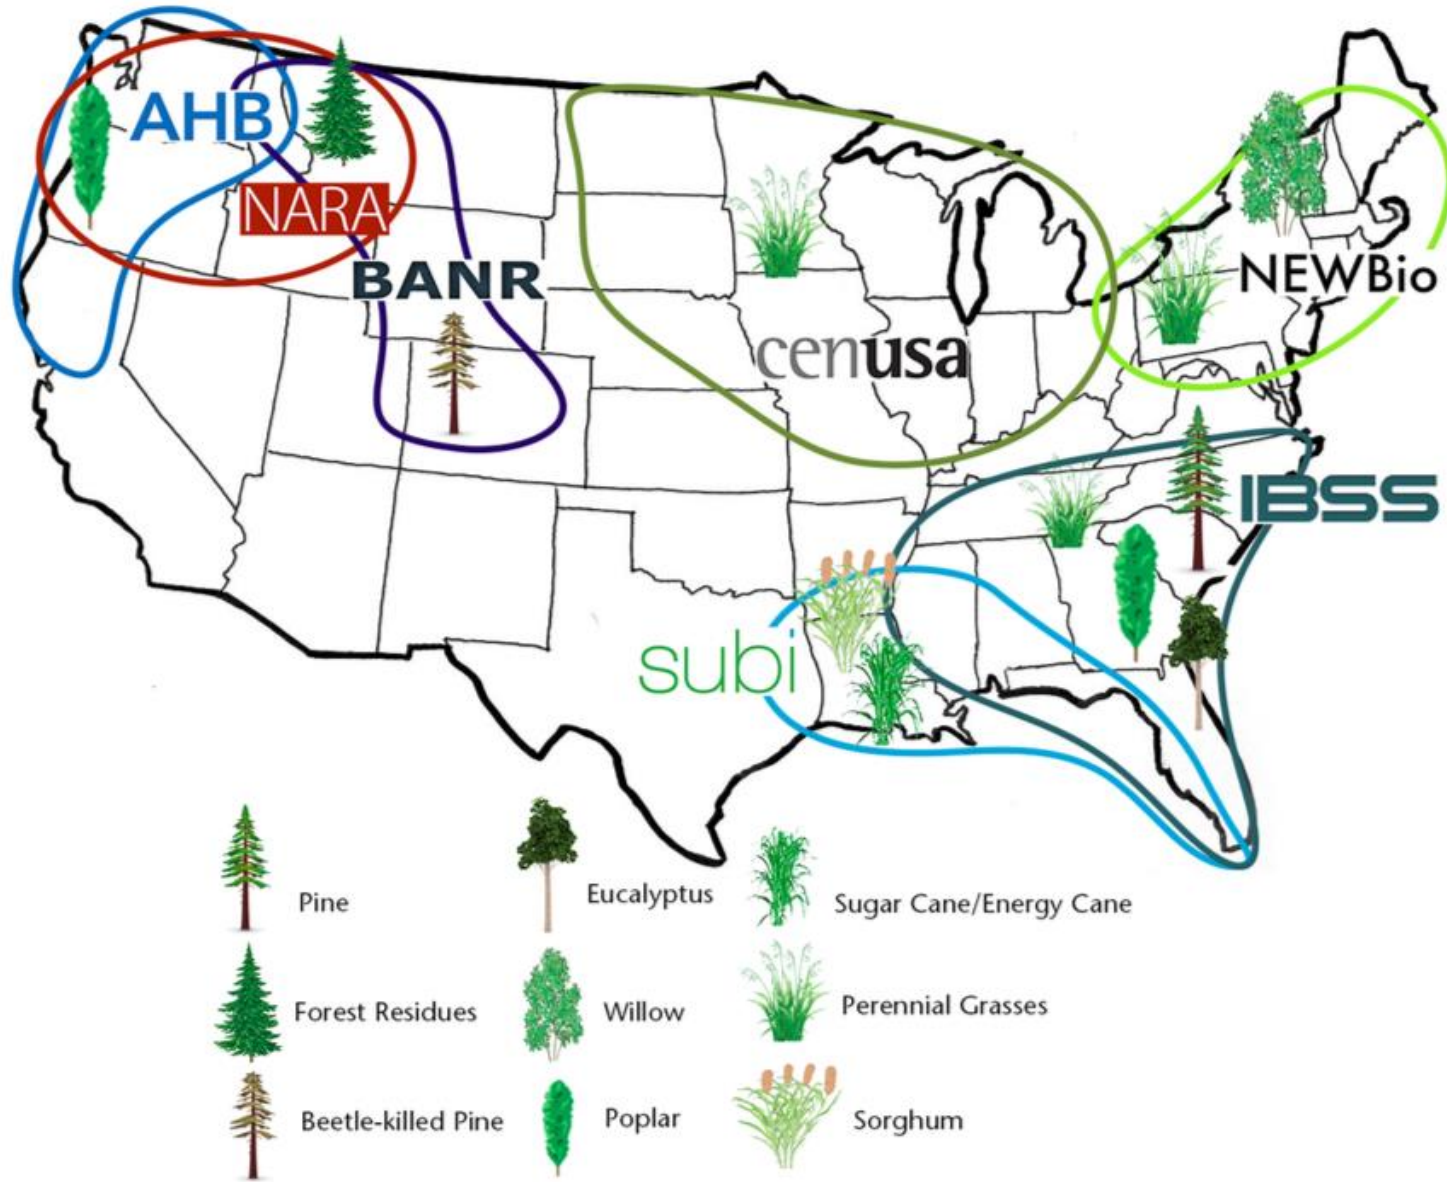 AHB
NARA
BANR
cenusa
NEWBio
IBSS
subi
Pine
Eucalyptus
Sugar Cane/Energy Cane
Forest Residues
Willow
Perennial Grasses
Beetle-killed Pine
Poplar
Sorghum